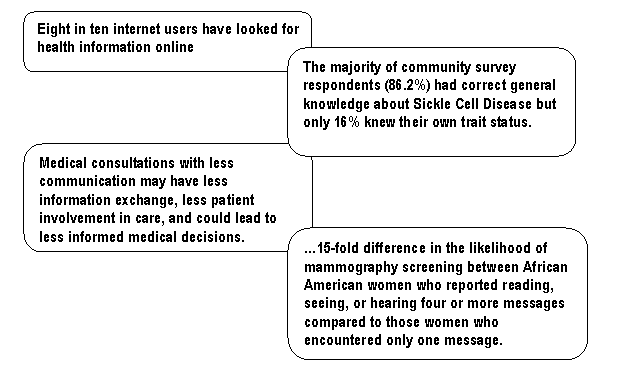 Eight in ten internet users have looked for
health information online
The majority of community survey
respondents (86.2%) had correct general
knowledge about Sickle Cell Disease but
only 16% knew their own trait status.
Medical consultations with less
communication may have less
information exchange, less patient
involvement in care, and could lead to
less informed medical decisions.
...15-fold difference in the likelihood of
mammography screening between African
American women who reported reading,
seeing, or hearing four or more messages
compared to those women who
encountered only one message.